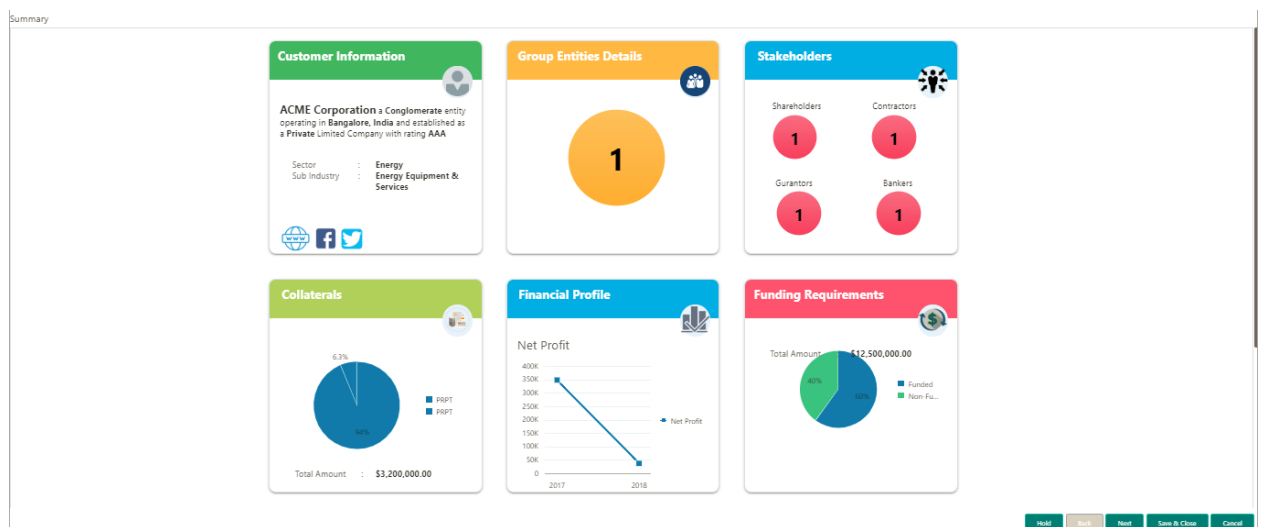 Summary
Customer Information
ACME Corporation a Conglomerate entity
operating in Bangalore, India and established as
a Private Limited Company with rating AAA
Sector : Energy
Sub Industry : Energy Equipment &
Services
www
Group Entities Details
1
Stakeholders
Shareholders Contractors
1 1
Gurantors Bankers
1 1
Collaterals
6.3%
94%
PRPT
PRPT
Total Amount : $3,200,000.00
Financial Profile
Net Profit
400K
350K
300K
250K
200K
150K
100K
50K
0
2017 2018
Net Profit
Funding Requirements
Total Amount $12,500,000.00
40%
60%
Funded
Non-Fu...
Hold Back Next Save & Close Cancel